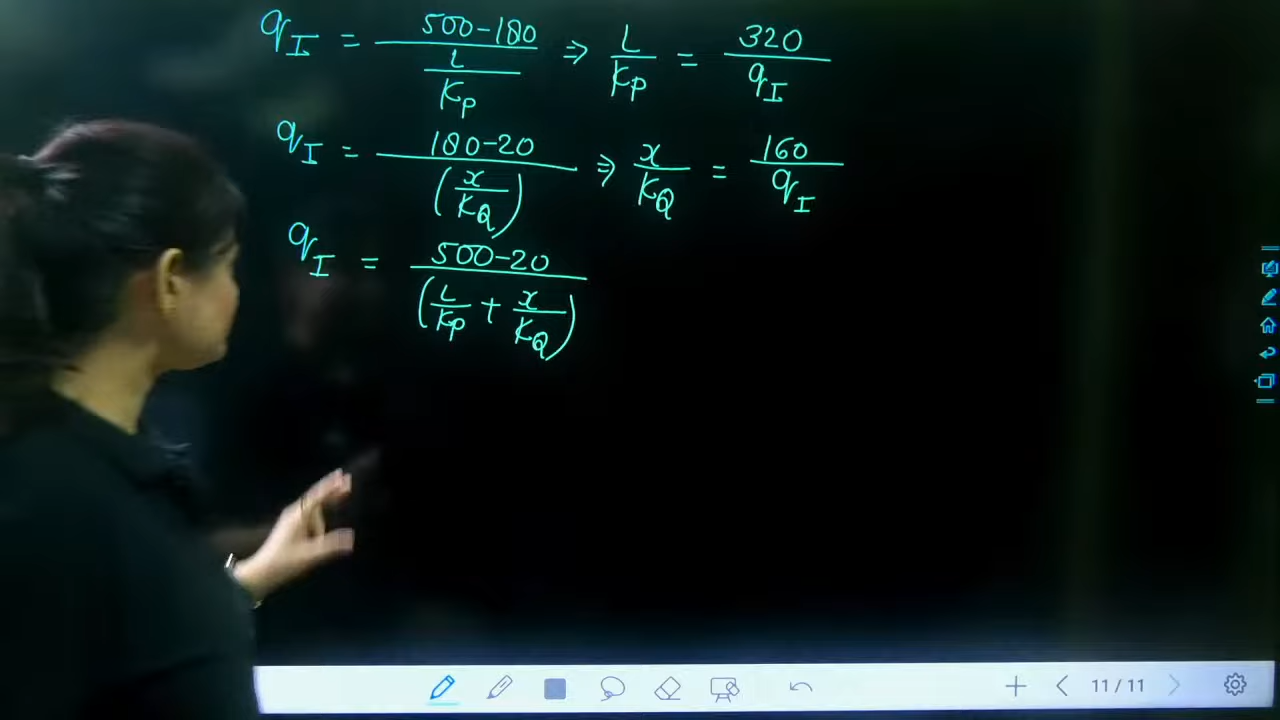 q_I = (500-180)/(L/K_P) ⇒ L/K_P = 320/q_I
q_I = (180-20)/(x/K_Q) ⇒ x/K_Q = 160/q_I
q_I = (500-20)/(L/K_P + x/K_Q)
11/11